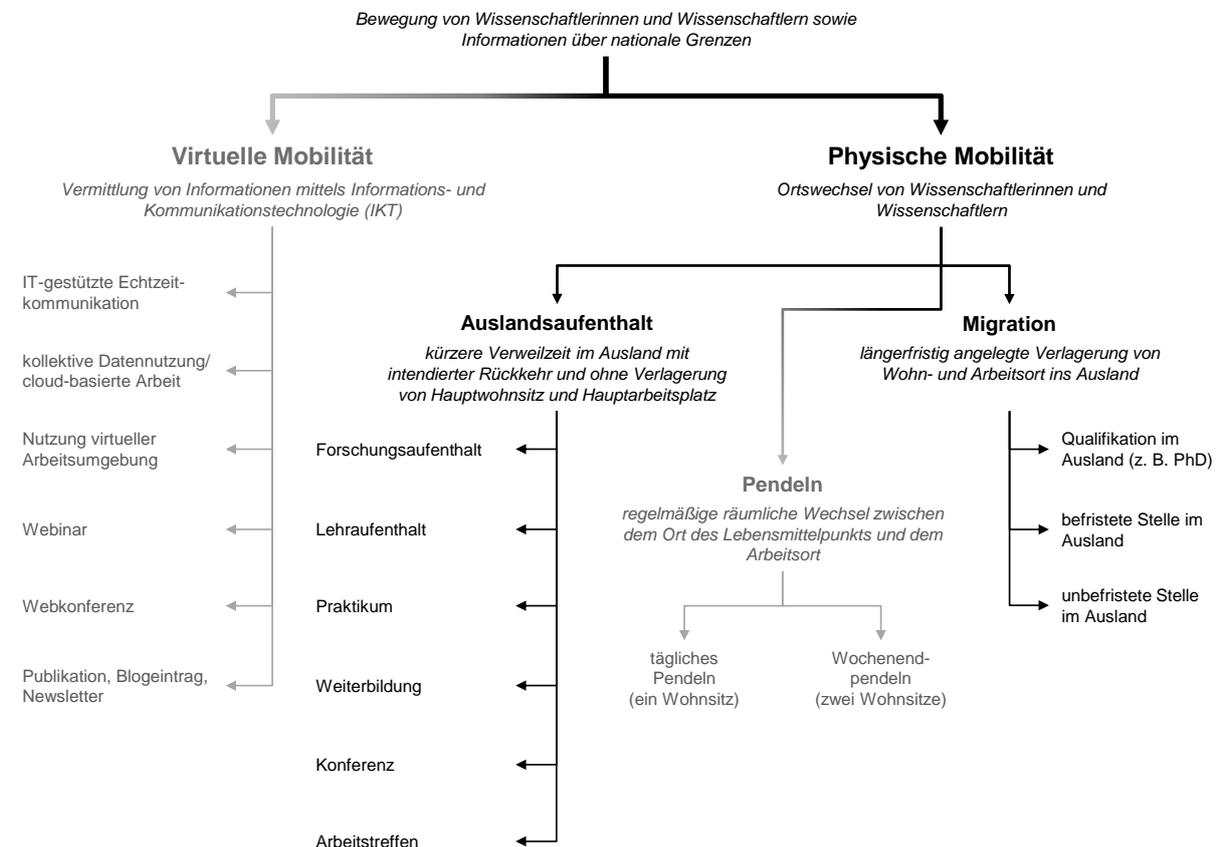 Bewegung von Wissenschaftlerinnen und Wissenschaftlern sowie
Informationen über nationale Grenzen
Virtuelle Mobilität
Vermittlung von Informationen mittels Informations- und
Kommunikationstechnologie (IKT)
IT-gestützte Echtzeit-
kommunikation
kollektive Datennutzung/
cloud-basierte Arbeit
Nutzung virtueller
Arbeitsumgebung
Webinar
Webkonferenz
Publikation, Blogeintrag,
Newsletter
Physische Mobilität
Ortswechsel von Wissenschaftlerinnen und
Wissenschaftlern
Auslandsaufenthalt
kürzere Verweilzeit im Ausland mit
intendierter Rückkehr und ohne Verlagerung
von Hauptwohnsitz und Hauptarbeitsplatz
Forschungsaufenthalt
Lehraufenthalt
Praktikum
Weiterbildung
Konferenz
Arbeitstreffen
Pendeln
regelmäßige räumliche Wechsel zwischen
dem Ort des Lebensmittelpunkts und dem
Arbeitsort
tägliches
Pendeln
(ein Wohnsitz)
Wochenend-
pendeln
(zwei Wohnsitze)
Migration
längerfristig angelegte Verlagerung von
Wohn- und Arbeitsort ins Ausland
Qualifikation im
Ausland (z. B. PhD)
befristete Stelle im
Ausland
unbefristete Stelle
im Ausland